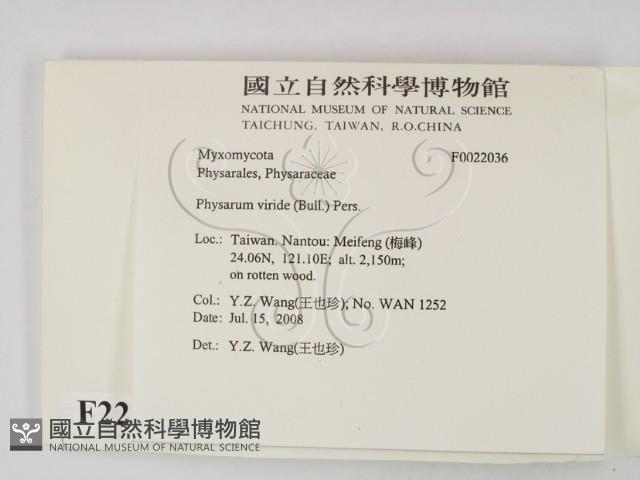 國立自然科學博物館
NATIONAL MUSEUM OF NATURAL SCIENCE
TAICHUNG. TAIWAN, R.O.CHINA
Myxomycota F0022036
Physarales, Physaraceae
Physarum viride (Bull.) Pers.
Loc.: Taiwan. Nantou: Meifeng (梅峰)
24.06N, 121.10E; alt. 2,150m;
on rotten wood.
Col.: Y.Z. Wang(王也珍); No. WAN 1252
Date: Jul. 15, 2008
Det.: Y.Z. Wang(王也珍)
F22
國立自然科學博物館
NATIONAL MUSEUM OF NATURAL SCIENCE